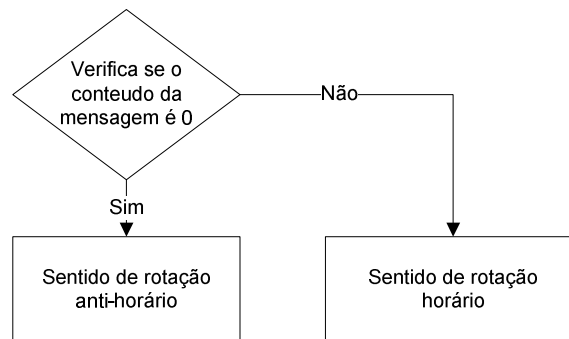 Verifica se o
conteudo da
mensagem é 0
Não
Sim
Sentido de rotação
anti-horário
Sentido de rotação
horário